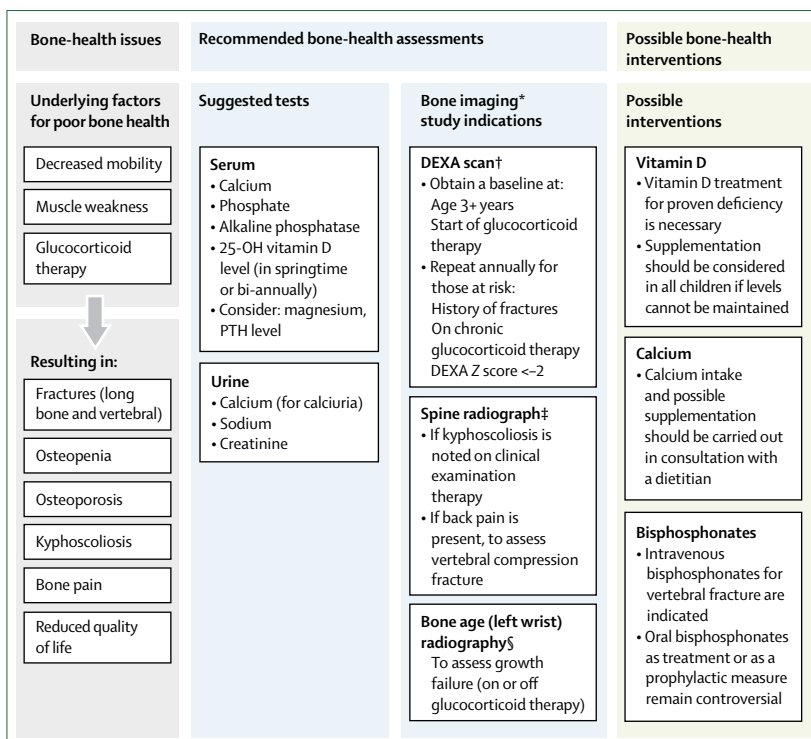 Bone-health issues
Recommended bone-health assessments
Possible bone-health
interventions
Underlying factors
for poor bone health
Decreased mobility
Muscle weakness
Glucocorticoid
therapy
Resulting in:
Fractures (long
bone and vertebral)
Osteopenia
Osteoporosis
Kyphoscoliosis
Bone pain
Reduced quality
of life
Suggested tests
Serum
• Calcium
• Phosphate
• Alkaline phosphatase
• 25-OH vitamin D
level (in springtime
or bi-annually)
• Consider: magnesium,
PTH level
Urine
• Calcium (for calciuria)
• Sodium
• Creatinine
Bone imaging*
study indications
DEXA scan†
• Obtain a baseline at:
Age 3+ years
Start of glucocorticoid
therapy
• Repeat annually for
those at risk:
History of fractures
On chronic
glucocorticoid therapy
DEXA Z score <–2
Spine radiograph‡
• If kyphoscoliosis is
noted on clinical
examination
therapy
• If back pain is
present, to assess
vertebral compression
fracture
Bone age (left wrist)
radiography§
To assess growth
failure (on or off
glucocorticoid therapy)
Possible
interventions
Vitamin D
• Vitamin D treatment
for proven deficiency
is necessary
• Supplementation
should be considered
in all children if levels
cannot be maintained
Calcium
• Calcium intake
and possible
supplementation
should be carried out
in consultation with
a dietitian
Bisphosphonates
• Intravenous
bisphosphonates for
vertebral fracture are
indicated
• Oral bisphosphonates
as treatment or as a
prophylactic measure
remain controversial